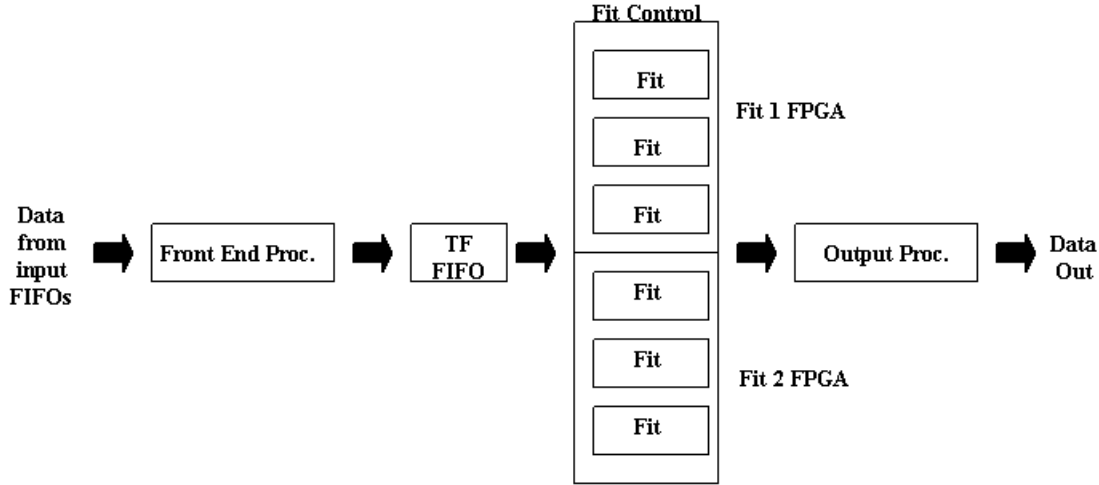 Fit Control
Fit
Fit 1 FPGA
Fit
Fit
Data
from
input
FIFOs
Front End Proc.
TF
FIFO
Output Proc.
Data
Out
Fit
Fit
Fit 2 FPGA
Fit